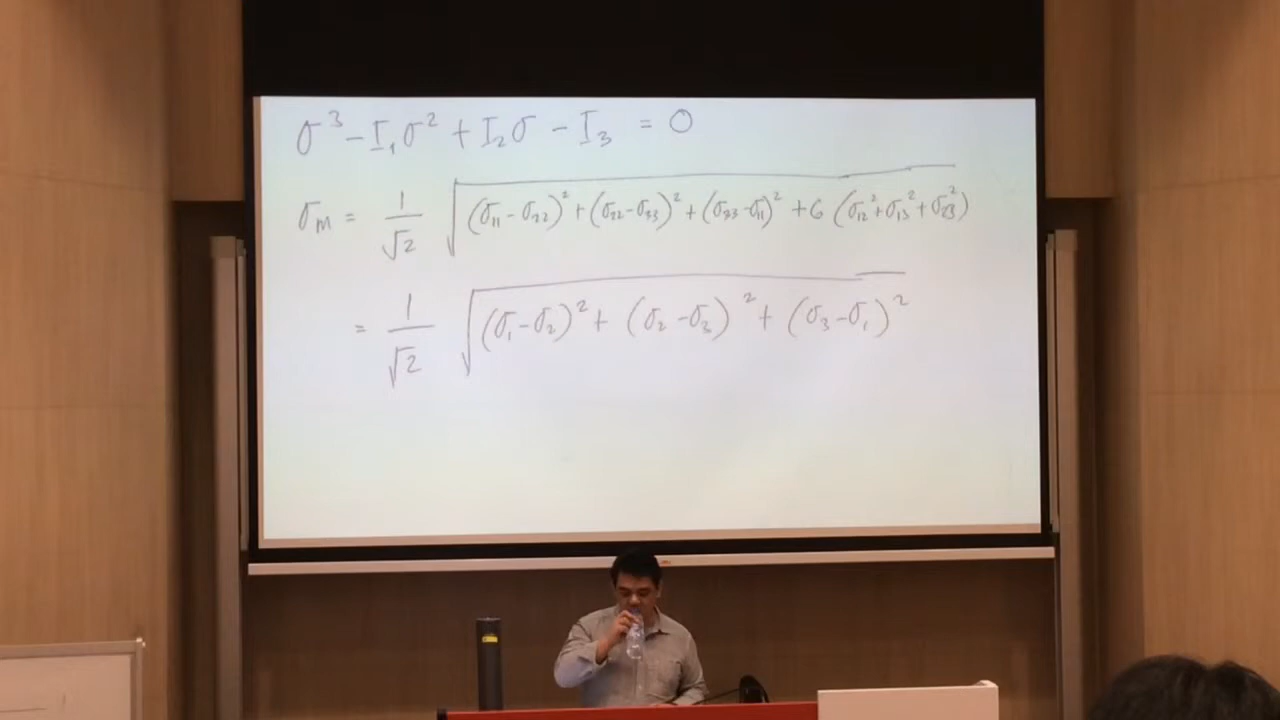 σ³ - I₁σ² + I₂σ - I₃ = 0
σₘ = 1/√2 √((σ₁₁ - σ₂₂)² + (σ₂₂ - σ₃₃)² + (σ₃₃ - σ₁₁)² + 6 (σ₁₂² + σ₁₃² + σ₂₃²))
= 1/√2 √((σ₁ - σ₂)² + (σ₂ - σ₃)² + (σ₃ - σ₁)²)